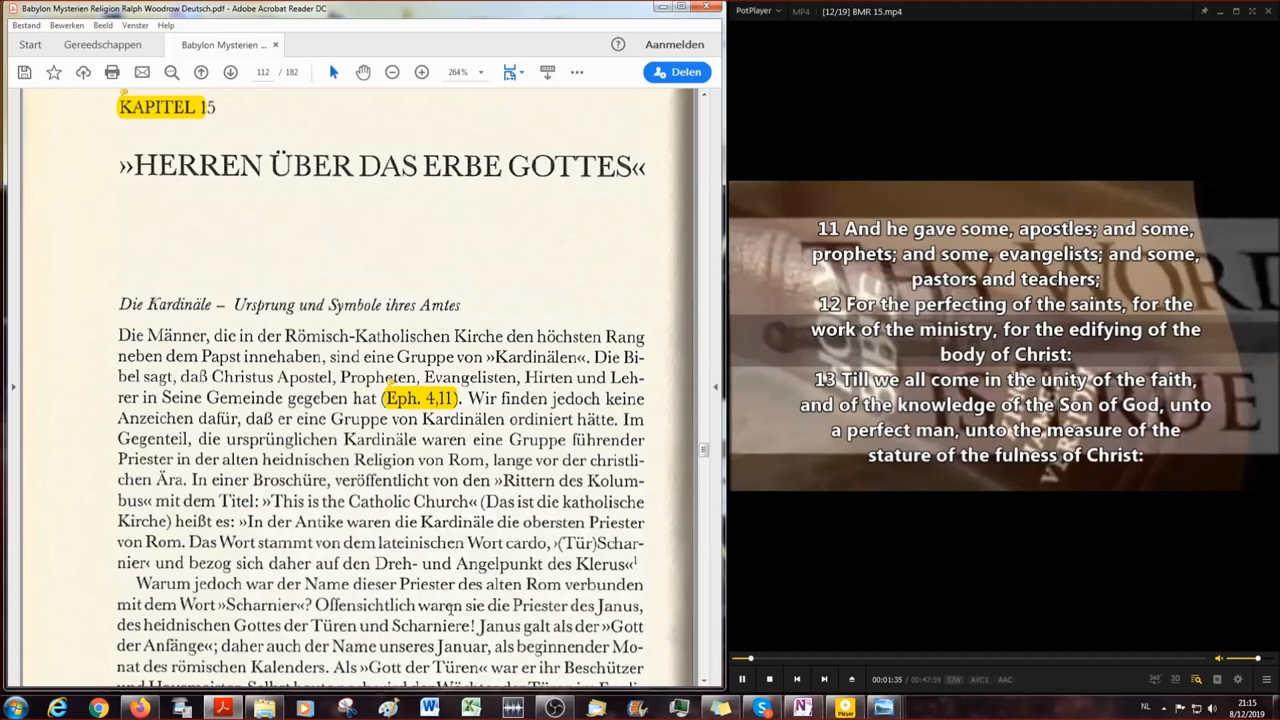 Babylon Mysterien Religion Ralph Woodrow Deutsch.pdf - Adobe Acrobat Reader DC
Bestand Bewerken Beeld Venster Help
Start Gereedschappen Babylon Mysterien ... × Aanmelden
112 / 182 264% Delen
KAPITEL 15
»HERREN ÜBER DAS ERBE GOTTES«
Die Kardinäle – Ursprung und Symbole ihres Amtes
Die Männer, die in der Römisch-Katholischen Kirche den höchsten Rang
neben dem Papst innehaben, sind eine Gruppe von »Kardinälen«. Die Bi-
bel sagt, daß Christus Apostel, Propheten, Evangelisten, Hirten und Leh-
rer in Seine Gemeinde gegeben hat (Eph. 4,11). Wir finden jedoch keine
Anzeichen dafür, daß er eine Gruppe von Kardinälen ordiniert hätte. Im
Gegenteil, die ursprünglichen Kardinäle waren eine Gruppe führender
Priester in der alten heidnischen Religion von Rom, lange vor der christli-
chen Ära. In einer Broschüre, veröffentlicht von den »Rittern des Kolum-
bus« mit dem Titel: »This is the Catholic Church« (Das ist die katholische
Kirche) heißt es: »In der Antike waren die Kardinäle die obersten Priester
von Rom. Das Wort stammt von dem lateinischen Wort cardo, ›(Tür)Schar-
nier‹ und bezog sich daher auf den Dreh- und Angelpunkt des Klerus«1
Warum jedoch war der Name dieser Priester des alten Rom verbunden
mit dem Wort »Scharnier«? Offensichtlich waren sie die Priester des Janus,
des heidnischen Gottes der Türen und Scharniere! Janus galt als der »Gott
der Anfänge«; daher auch der Name unseres Januar, als beginnender Mo-
nat des römischen Kalenders. Als »Gott der Türen« war er ihr Beschützer
PotPlayer MP4 [12/19] BMR 15.mp4
11 And he gave some, apostles; and some,
prophets; and some, evangelists; and some,
pastors and teachers;
12 For the perfecting of the saints, for the
work of the ministry, for the edifying of the
body of Christ:
13 Till we all come in the unity of the faith,
and of the knowledge of the Son of God, unto
a perfect man, unto the measure of the
stature of the fulness of Christ:
00:01:35 / 00:47:59 S/W AVC1 AAC
360° 3D
NL 21:15
8/12/2019